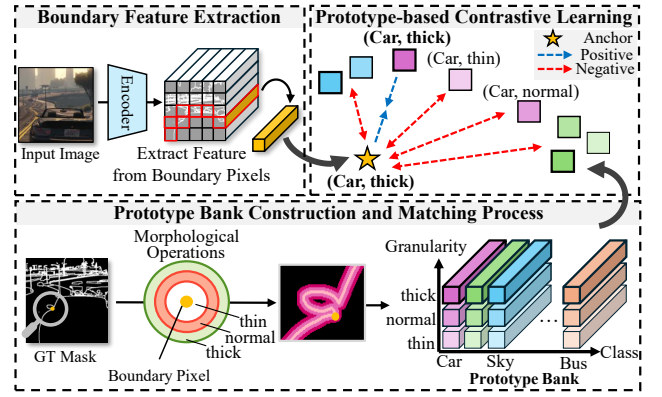 Boundary Feature Extraction
Encoder
Input Image
Extract Feature
from Boundary Pixels
Prototype-based Contrastive Learning
(Car, thick)
(Car, thin)
(Car, normal)
Anchor
Positive
Negative
(Car, thick)
Prototype Bank Construction and Matching Process
GT Mask
Morphological
Operations
thin
normal
thick
Boundary Pixel
Granularity
thick
normal
thin
Car
Sky
...
Bus
Class
Prototype Bank